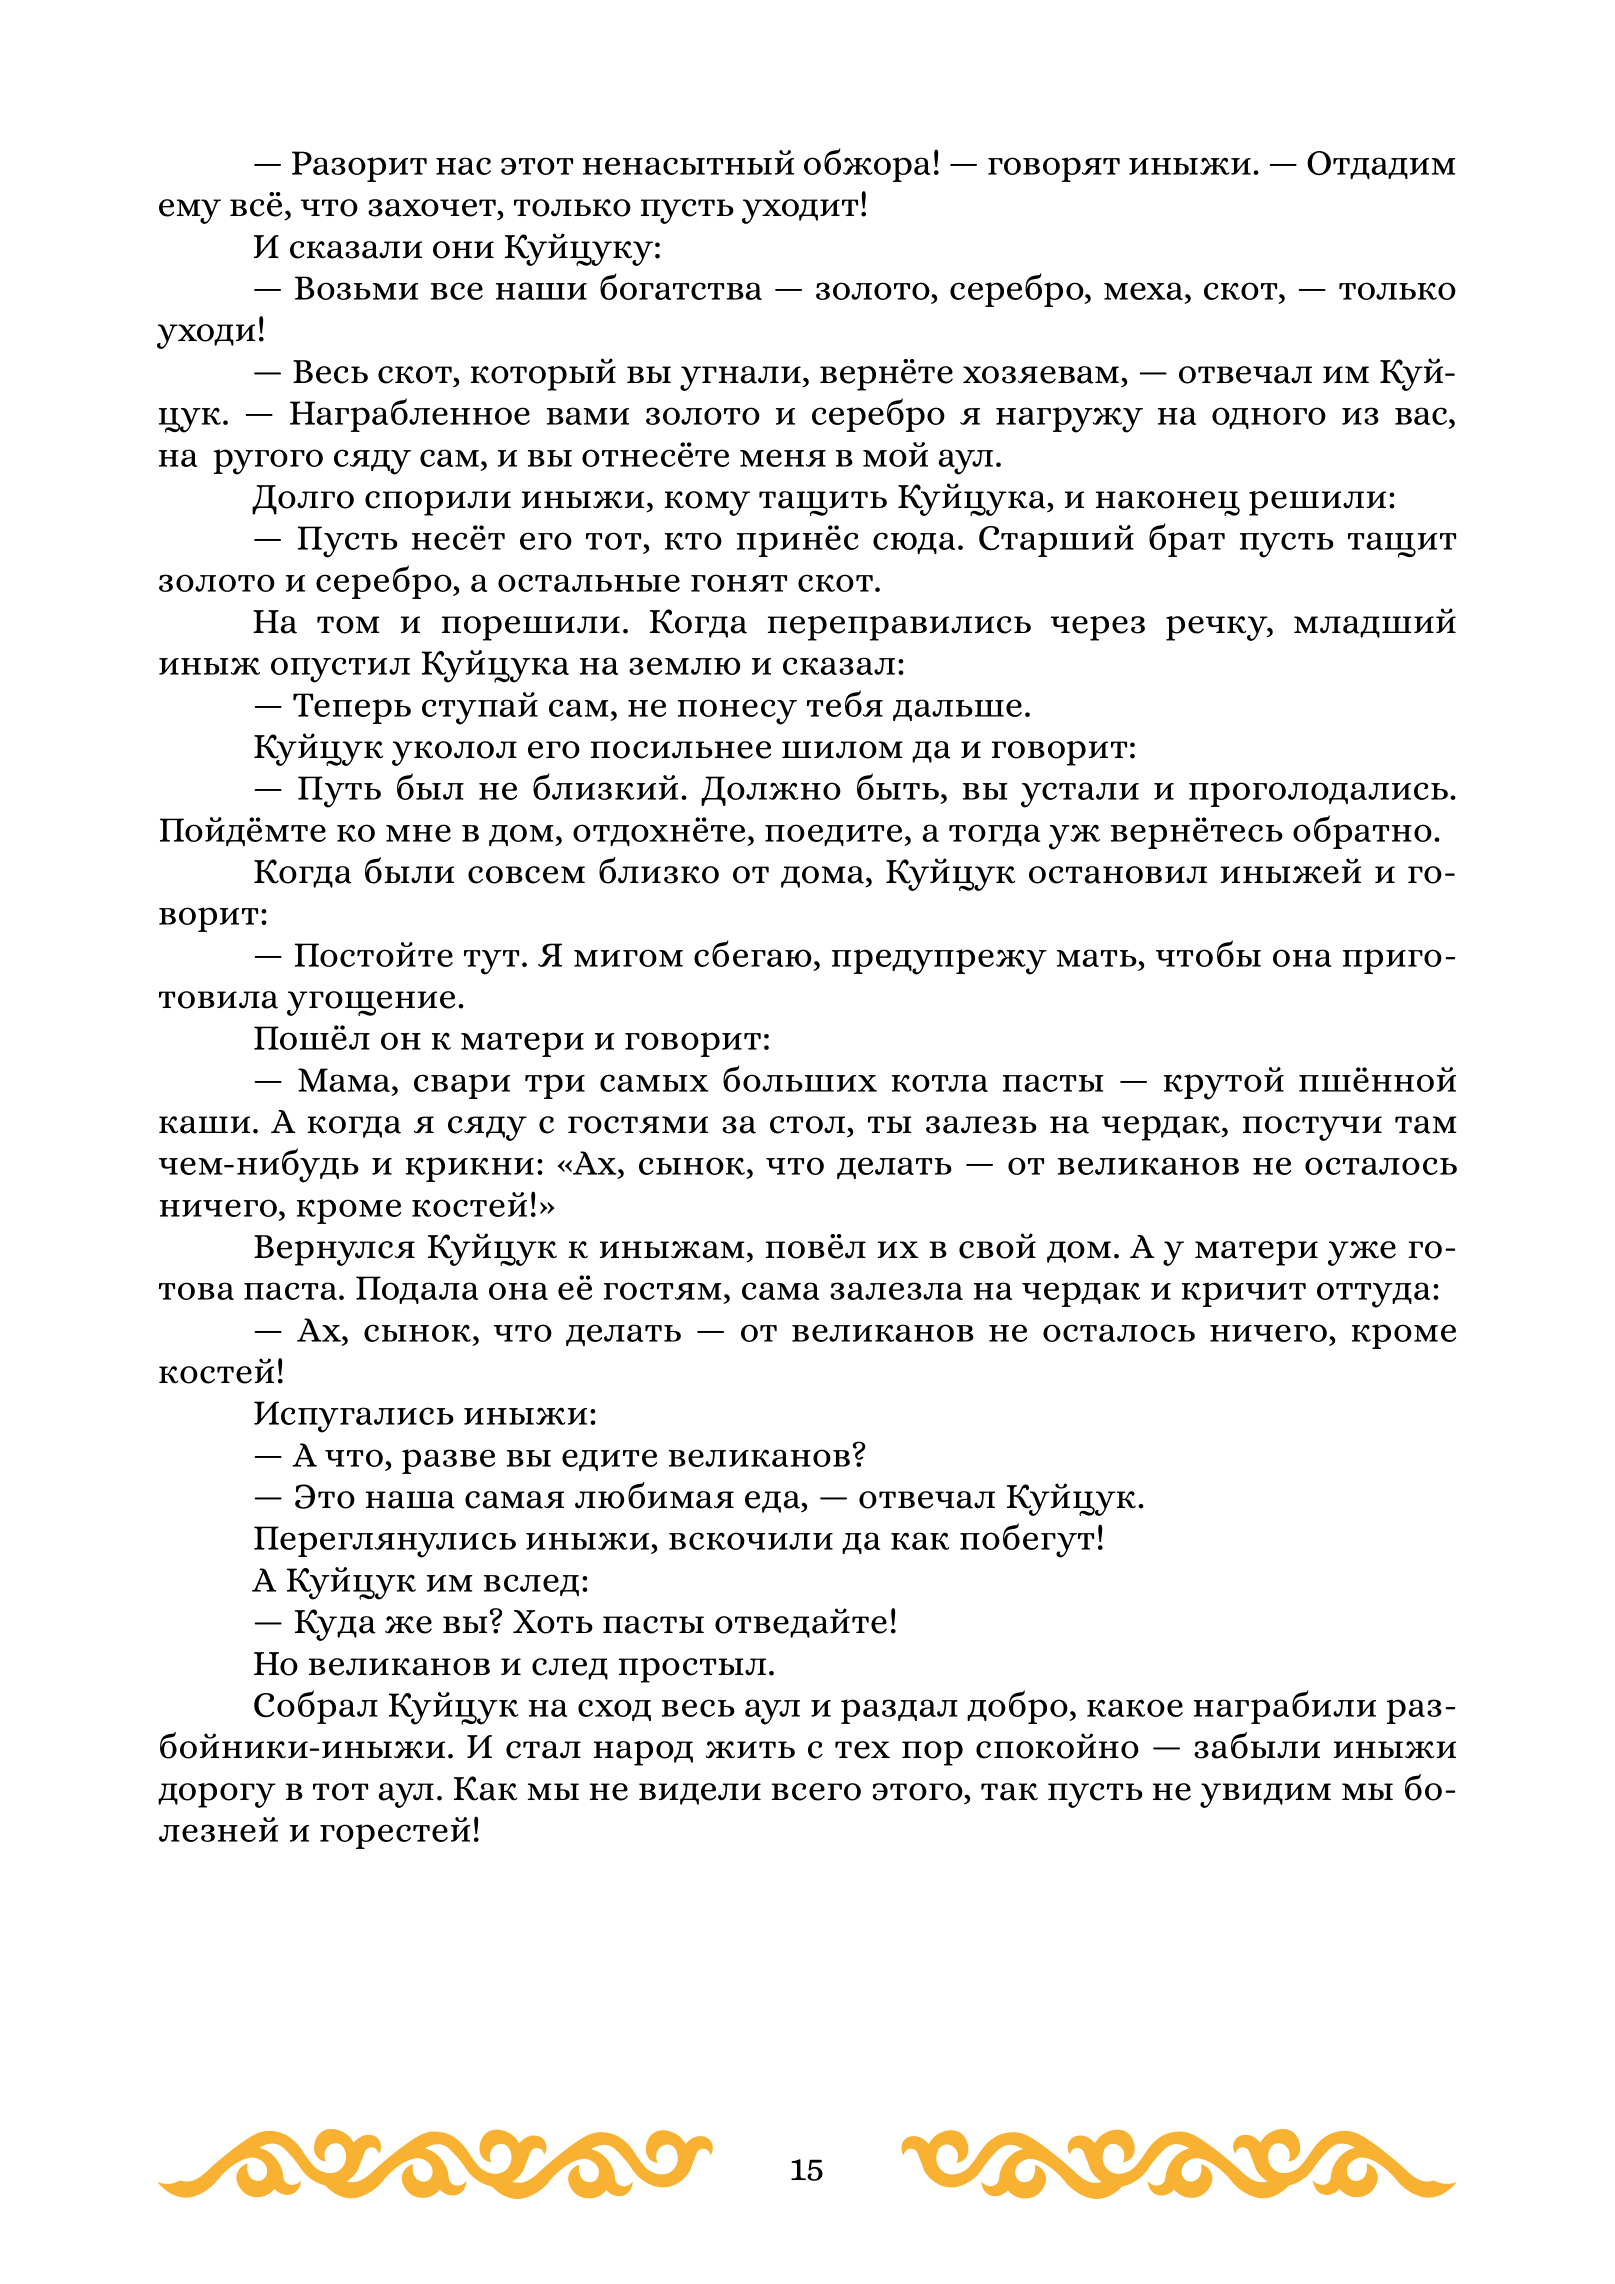 — Разорит нас этот ненасытный обжора! — говорят иныжи. — Отдадим
ему всё, что захочет, только пусть уходит!
И сказали они Куйцуку:
— Возьми все наши богатства — золото, серебро, меха, скот, — только
уходи!
— Весь скот, который вы угнали, вернёте хозяевам, — отвечал им Куй-
цук. — Награбленное вами золото и серебро я нагружу на одного из вас,
на ругого сяду сам, и вы отнесёте меня в мой аул.
Долго спорили иныжи, кому тащить Куйцука, и наконец решили:
— Пусть несёт его тот, кто принёс сюда. Старший брат пусть тащит
золото и серебро, а остальные гонят скот.
На том и порешили. Когда переправились через речку, младший
иныж опустил Куйцука на землю и сказал:
— Теперь ступай сам, не понесу тебя дальше.
Куйцук уколол его посильнее шилом да и говорит:
— Путь был не близкий. Должно быть, вы устали и проголодались.
Пойдёмте ко мне в дом, отдохнёте, поедите, а тогда уж вернётесь обратно.
Когда были совсем близко от дома, Куйцук остановил иныжей и го-
ворит:
— Постойте тут. Я мигом сбегаю, предупрежу мать, чтобы она приго-
товила угощение.
Пошёл он к матери и говорит:
— Мама, свари три самых больших котла пасты — крутой пшённой
каши. А когда я сяду с гостями за стол, ты залезь на чердак, постучи там
чем-нибудь и крикни: «Ах, сынок, что делать — от великанов не осталось
ничего, кроме костей!»
Вернулся Куйцук к иныжам, повёл их в свой дом. А у матери уже го-
това паста. Подала она её гостям, сама залезла на чердак и кричит оттуда:
— Ах, сынок, что делать — от великанов не осталось ничего, кроме
костей!
Испугались иныжи:
— А что, разве вы едите великанов?
— Это наша самая любимая еда, — отвечал Куйцук.
Переглянулись иныжи, вскочили да как побегут!
А Куйцук им вслед:
— Куда же вы? Хоть пасты отведайте!
Но великанов и след простыл.
Собрал Куйцук на сход весь аул и раздал добро, какое награбили раз-
бойники-иныжи. И стал народ жить с тех пор спокойно — забыли иныжи
дорогу в тот аул. Как мы не видели всего этого, так пусть не увидим мы бо-
лезней и горестей!
15